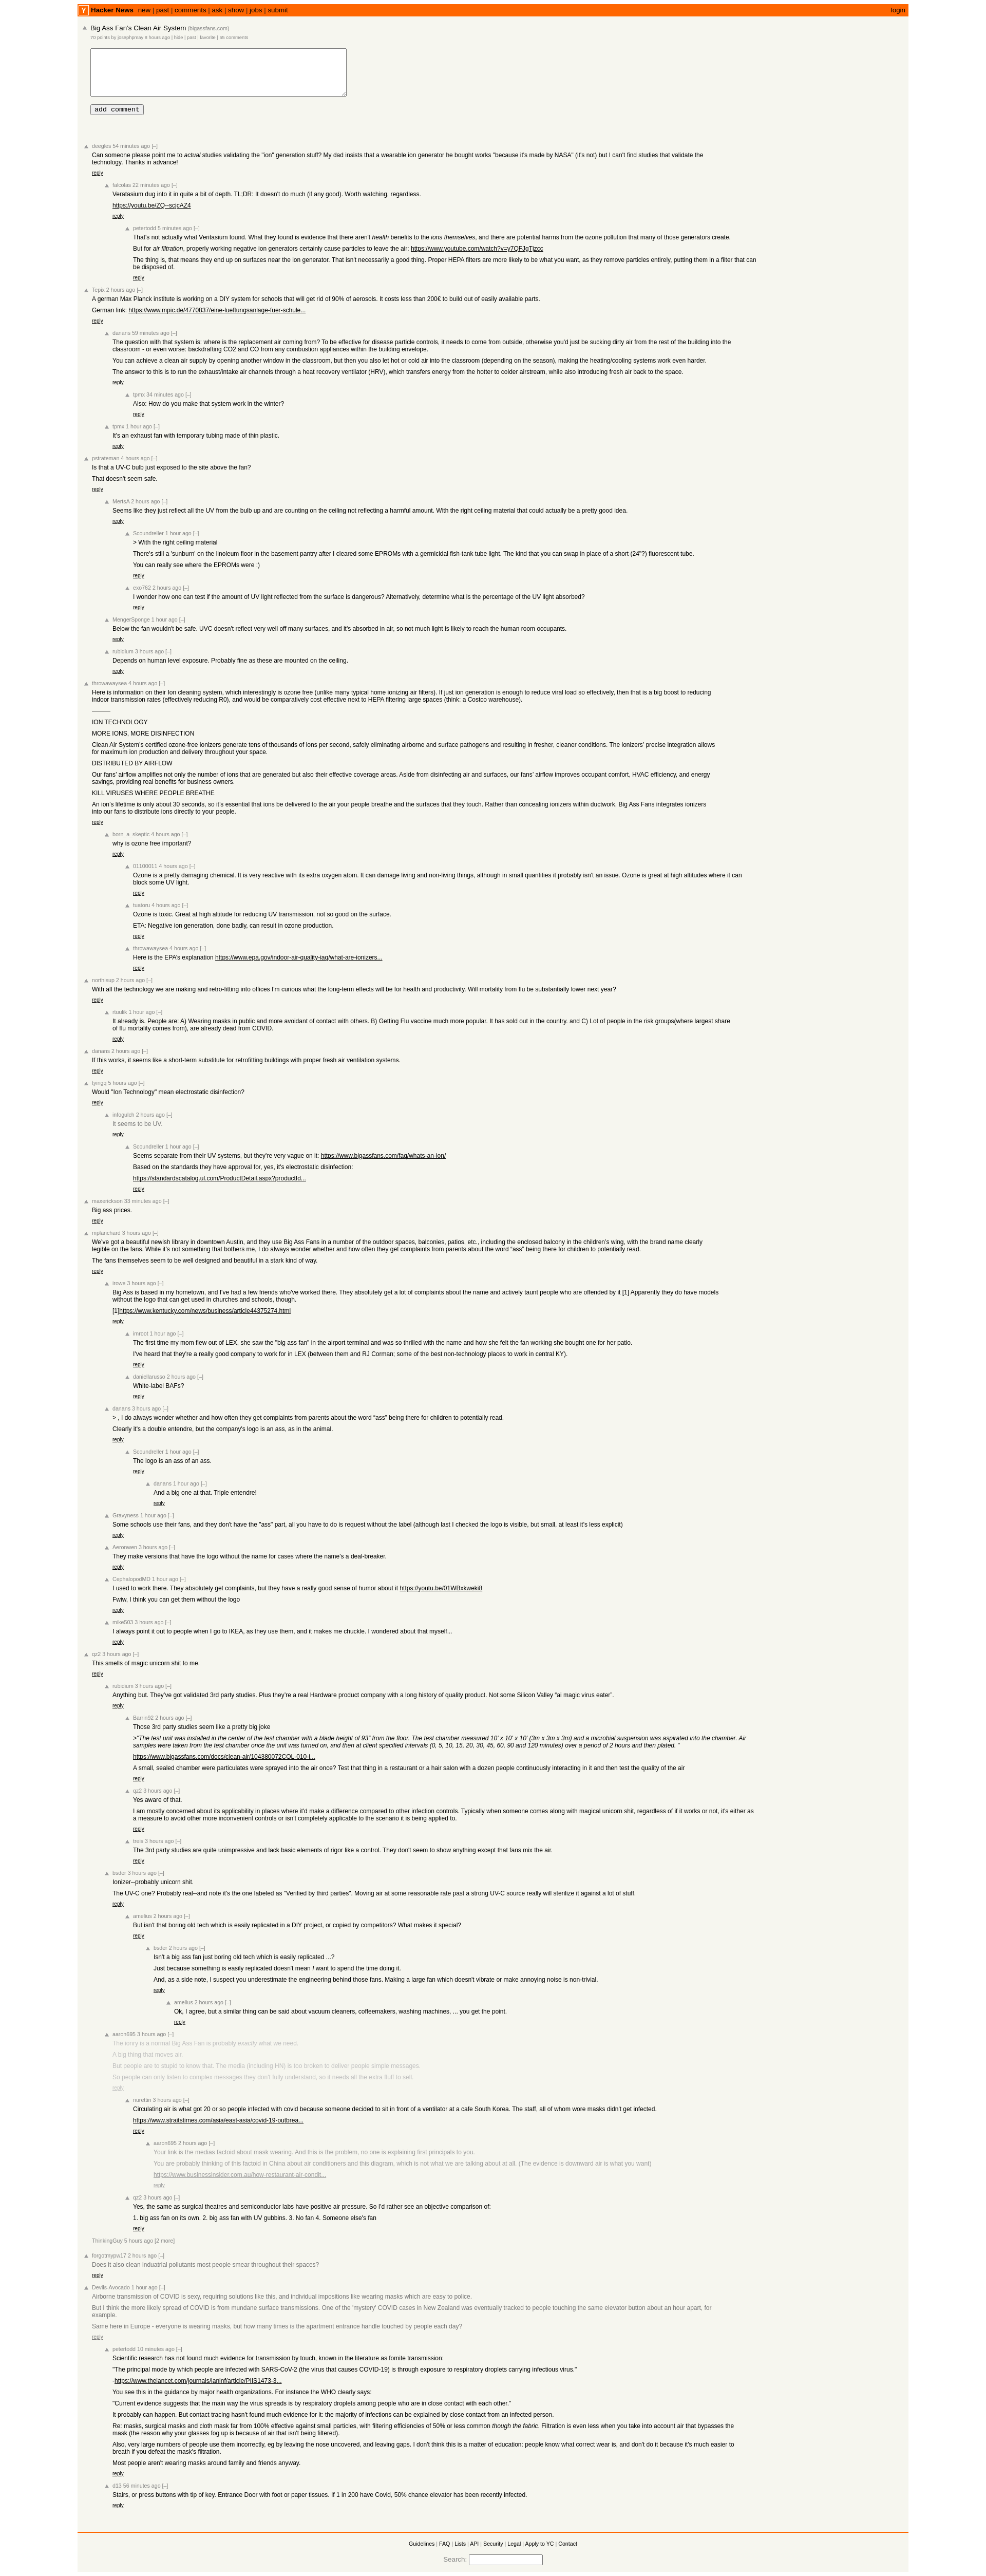 Y Hacker News new | past | comments | ask | show | jobs | submit login
Big Ass Fan's Clean Air System (bigassfans.com)
70 points by josephpmay 9 hours ago | hide | past | favorite | 55 comments
add comment
deegles 54 minutes ago [–]
Can someone please point me to actual studies validating the "ion" generation stuff? My dad insists that a wearable ion generator he bought works "because it's made by NASA" (it's not) but I can't find studies that validate the
technology. Thanks in advance!
reply
falcolas 22 minutes ago [–]
Veratasium dug into it in quite a bit of depth. TL;DR: It doesn't do much (if any good). Worth watching, regardless.
https://youtu.be/ZQ--scjcAZ4
reply
petertodd 5 minutes ago [–]
That's not actually what Veritasium found. What they found is evidence that there aren't health benefits to the ions themselves, and there are potential harms from the ozone pollution that many of those generators create.
But for air filtration, properly working negative ion generators certainly cause particles to leave the air: https://www.youtube.com/watch?v=y7QFJgTjzcc
The thing is, that means they end up on surfaces near the ion generator. That isn't necessarily a good thing. Proper HEPA filters are more likely to be what you want, as they remove particles entirely, putting them in a filter that can
be disposed of.
reply
Tepix 2 hours ago [–]
A german Max Planck institute is working on a DIY system for schools that will get rid of 90% of aerosols. It costs less than 200€ to build out of easily available parts.
German link: https://www.mpic.de/4770837/eine-lueftungsanlage-fuer-schule...
reply
danans 59 minutes ago [–]
The question with that system is: where is the replacement air coming from? To be effective for disease particle controls, it needs to come from outside, otherwise you'd just be sucking dirty air from the rest of the building into the
classroom - or even worse: backdrafting CO2 and CO from any combustion appliances within the building envelope.
You can achieve a clean air supply by opening another window in the classroom, but then you also let hot or cold air into the classroom (depending on the season), making the heating/cooling systems work even harder.
The answer to this is to run the exhaust/intake air channels through a heat recovery ventilator (HRV), which transfers energy from the hotter to colder airstream, while also introducing fresh air back to the space.
reply
tpmx 34 minutes ago [–]
Also: How do you make that system work in the winter?
reply
tpmx 1 hour ago [–]
It's an exhaust fan with temporary tubing made of thin plastic.
reply
pstrateman 4 hours ago [–]
Is that a UV-C bulb just exposed to the site above the fan?
That doesn't seem safe.
reply
MertsA 2 hours ago [–]
Seems like they just reflect all the UV from the bulb up and are counting on the ceiling not reflecting a harmful amount. With the right ceiling material that could actually be a pretty good idea.
reply
Scoundreller 1 hour ago [–]
> With the right ceiling material
There's still a 'sunburn' on the linoleum floor in the basement pantry after I cleared some EPROMs with a germicidal fish-tank tube light. The kind that you can swap in place of a short (24"?) fluorescent tube.
You can really see where the EPROMs were :)
reply
exo762 2 hours ago [–]
I wonder how one can test if the amount of UV light reflected from the surface is dangerous? Alternatively, determine what is the percentage of the UV light absorbed?
reply
MengerSponge 1 hour ago [–]
Below the fan wouldn't be safe. UVC doesn't reflect very well off many surfaces, and it's absorbed in air, so not much light is likely to reach the human room occupants.
reply
rubidium 3 hours ago [–]
Depends on human level exposure. Probably fine as these are mounted on the ceiling.
reply
throwawaysea 4 hours ago [–]
Here is information on their Ion cleaning system, which interestingly is ozone free (unlike many typical home ionizing air filters). If just ion generation is enough to reduce viral load so effectively, then that is a big boost to reducing
indoor transmission rates (effectively reducing R0), and would be comparatively cost effective next to HEPA filtering large spaces (think: a Costco warehouse).
———
ION TECHNOLOGY
MORE IONS, MORE DISINFECTION
Clean Air System's certified ozone-free ionizers generate tens of thousands of ions per second, safely eliminating airborne and surface pathogens and resulting in fresher, cleaner conditions. The ionizers' precise integration allows
for maximum ion production and delivery throughout your space.
DISTRIBUTED BY AIRFLOW
Our fans' airflow amplifies not only the number of ions that are generated but also their effective coverage areas. Aside from disinfecting air and surfaces, our fans' airflow improves occupant comfort, HVAC efficiency, and energy
savings, providing real benefits for business owners.
KILL VIRUSES WHERE PEOPLE BREATHE
An ion's lifetime is only about 30 seconds, so it's essential that ions be delivered to the air your people breathe and the surfaces that they touch. Rather than concealing ionizers within ductwork, Big Ass Fans integrates ionizers
into our fans to distribute ions directly to your people.
reply
born_a_skeptic 4 hours ago [–]
why is ozone free important?
reply
01100011 4 hours ago [–]
Ozone is a pretty damaging chemical. It is very reactive with its extra oxygen atom. It can damage living and non-living things, although in small quantities it probably isn't an issue. Ozone is great at high altitudes where it can
block some UV light.
reply
tuatoru 4 hours ago [–]
Ozone is toxic. Great at high altitude for reducing UV transmission, not so good on the surface.
ETA: Negative ion generation, done badly, can result in ozone production.
reply
throwawaysea 4 hours ago [–]
Here is the EPA's explanation https://www.epa.gov/indoor-air-quality-iaq/what-are-ionizers...
reply
northisup 2 hours ago [–]
With all the technology we are making and retro-fitting into offices I'm curious what the long-term effects will be for health and productivity. Will mortality from flu be substantially lower next year?
reply
rtuulik 1 hour ago [–]
It already is. People are: A) Wearing masks in public and more avoidant of contact with others. B) Getting Flu vaccine much more popular. It has sold out in the country. and C) Lot of people in the risk groups(where largest share
of flu mortality comes from), are already dead from COVID.
reply
danans 2 hours ago [–]
If this works, it seems like a short-term substitute for retrofitting buildings with proper fresh air ventilation systems.
reply
tyingq 5 hours ago [–]
Would "Ion Technology" mean electrostatic disinfection?
reply
infogulch 2 hours ago [–]
It seems to be UV.
reply
Scoundreller 1 hour ago [–]
Seems separate from their UV systems, but they're very vague on it: https://www.bigassfans.com/faq/whats-an-ion/
Based on the standards they have approval for, yes, it's electrostatic disinfection:
https://standardscatalog.ul.com/ProductDetail.aspx?productId...
reply
maxerickson 33 minutes ago [–]
Big ass prices.
reply
mplanchard 3 hours ago [–]
We've got a beautiful newish library in downtown Austin, and they use Big Ass Fans in a number of the outdoor spaces, balconies, patios, etc., including the enclosed balcony in the children's wing, with the brand name clearly
legible on the fans. While it's not something that bothers me, I do always wonder whether and how often they get complaints from parents about the word "ass" being there for children to potentially read.
The fans themselves seem to be well designed and beautiful in a stark kind of way.
reply
irowe 3 hours ago [–]
Big Ass is based in my hometown, and I've had a few friends who've worked there. They absolutely get a lot of complaints about the name and actively taunt people who are offended by it [1] Apparently they do have models
without the logo that can get used in churches and schools, though.
[1]https://www.kentucky.com/news/business/article44375274.html
reply
imroot 1 hour ago [–]
The first time my mom flew out of LEX, she saw the "big ass fan" in the airport terminal and was so thrilled with the name and how she felt the fan working she bought one for her patio.
I've heard that they're a really good company to work for in LEX (between them and RJ Corman; some of the best non-technology places to work in central KY).
reply
daniellarusso 2 hours ago [–]
White-label BAFs?
reply
danans 3 hours ago [–]
> , I do always wonder whether and how often they get complaints from parents about the word "ass" being there for children to potentially read.
Clearly it's a double entendre, but the company's logo is an ass, as in the animal.
reply
Scoundreller 1 hour ago [–]
The logo is an ass of an ass.
reply
danans 1 hour ago [–]
And a big one at that. Triple entendre!
reply
Graxyness 1 hour ago [–]
Some schools use their fans, and they don't have the "ass" part, all you have to do is request without the label (although last I checked the logo is visible, but small, at least it's less explicit)
reply
Aeronwen 3 hours ago [–]
They make versions that have the logo without the name for cases where the name's a deal-breaker.
reply
CephalopodMD 1 hour ago [–]
I used to work there. They absolutely get complaints, but they have a really good sense of humor about it https://youtu.be/01WBxkweki8
Fwiw, I think you can get them without the logo
reply
mike503 3 hours ago [–]
I always point it out to people when I go to IKEA, as they use them, and it makes me chuckle. I wondered about that myself...
reply
qz2 3 hours ago [–]
This smells of magic unicorn shit to me.
reply
rubidium 3 hours ago [–]
Anything but. They've got validated 3rd party studies. Plus they're a real Hardware product company with a long history of quality product. Not some Silicon Valley "ai magic virus eater".
reply
Barrin92 2 hours ago [–]
Those 3rd party studies seem like a pretty big joke
>"The test unit was installed in the center of the test chamber with a blade height of 93" from the floor. The test chamber measured 10' x 10' x 10' (3m x 3m x 3m) and a microbial suspension was aspirated into the chamber. Air
samples were taken from the test chamber once the unit was turned on, and then at client specified intervals (0, 5, 10, 15, 20, 30, 45, 60, 90 and 120 minutes) over a period of 2 hours and then plated. "
https://www.bigassfans.com/docs/clean-air/104380072COL-010-i...
A small, sealed chamber were particulates were sprayed into the air once? Test that thing in a restaurant or a hair salon with a dozen people continuously interacting in it and then test the quality of the air
reply
qz2 3 hours ago [–]
Yes aware of that.
I am mostly concerned about its applicability in places where it'd make a difference compared to other infection controls. Typically when someone comes along with magical unicorn shit, regardless of if it works or not, it's either as
a measure to avoid other more inconvenient controls or isn't completely applicable to the scenario it is being applied to.
reply
treis 3 hours ago [–]
The 3rd party studies are quite unimpressive and lack basic elements of rigor like a control. They don't seem to show anything except that fans mix the air.
reply
bsder 3 hours ago [–]
Ionizer--probably unicorn shit.
The UV-C one? Probably real--and note it's the one labeled as "Verified by third parties". Moving air at some reasonable rate past a strong UV-C source really will sterilize it against a lot of stuff.
reply
amelius 2 hours ago [–]
But isn't that boring old tech which is easily replicated in a DIY project, or copied by competitors? What makes it special?
reply
bsder 2 hours ago [–]
Isn't a big ass fan just boring old tech which is easily replicated ...?
Just because something is easily replicated doesn't mean I want to spend the time doing it.
And, as a side note, I suspect you underestimate the engineering behind those fans. Making a large fan which doesn't vibrate or make annoying noise is non-trivial.
reply
amelius 2 hours ago [–]
Ok, I agree, but a similar thing can be said about vacuum cleaners, coffeemakers, washing machines, ... you get the point.
reply
aaron695 3 hours ago [–]
The ionry is a normal Big Ass Fan is probably exactly what we need.
A big thing that moves air.
But people are to stupid to know that. The media (including HN) is too broken to deliver people simple messages.
So people can only listen to complex messages they don't fully understand, so it needs all the extra fluff to sell.
reply
nurettin 3 hours ago [–]
Circulating air is what got 20 or so people infected with covid because someone decided to sit in front of a ventilator at a cafe South Korea. The staff, all of whom wore masks didn't get infected.
https://www.straitstimes.com/asia/east-asia/covid-19-outbrea...
reply
aaron695 2 hours ago [–]
Your link is the medias factoid about mask wearing. And this is the problem, no one is explaining first principals to you.
You are probably thinking of this factoid in China about air conditioners and this diagram, which is not what we are talking about at all. (The evidence is downward air is what you want)
https://www.businessinsider.com.au/how-restaurant-air-condit...
reply
qz2 3 hours ago [–]
Yes, the same as surgical theatres and semiconductor labs have positive air pressure. So I'd rather see an objective comparison of:
1. big ass fan on its own. 2. big ass fan with UV gubbins. 3. No fan 4. Someone else's fan
reply
ThinkingGuy 5 hours ago [2 more]
forgotmypw17 2 hours ago [–]
Does it also clean induatrial pollutants most people smear throughout their spaces?
reply
Devils-Avocado 1 hour ago [–]
Airborne transmission of COVID is sexy, requiring solutions like this, and individual impositions like wearing masks which are easy to police.
But I think the more likely spread of COVID is from mundane surface transmissions. One of the 'mystery' COVID cases in New Zealand was eventually tracked to people touching the same elevator button about an hour apart, for
example.
Same here in Europe - everyone is wearing masks, but how many times is the apartment entrance handle touched by people each day?
reply
petertodd 10 minutes ago [–]
Scientific research has not found much evidence for transmission by touch, known in the literature as fomite transmission:
"The principal mode by which people are infected with SARS-CoV-2 (the virus that causes COVID-19) is through exposure to respiratory droplets carrying infectious virus."
-https://www.thelancet.com/journals/laninf/article/PIIS1473-3...
You see this in the guidance by major health organizations. For instance the WHO clearly says:
"Current evidence suggests that the main way the virus spreads is by respiratory droplets among people who are in close contact with each other."
It probably can happen. But contact tracing hasn't found much evidence for it: the majority of infections can be explained by close contact from an infected person.
Re: masks, surgical masks and cloth mask far from 100% effective against small particles, with filtering efficiencies of 50% or less common though the fabric. Filtration is even less when you take into account air that bypasses the
mask (the reason why your glasses fog up is because of air that isn't being filtered).
Also, very large numbers of people use them incorrectly, eg by leaving the nose uncovered, and leaving gaps. I don't think this is a matter of education: people know what correct wear is, and don't do it because it's much easier to
breath if you defeat the mask's filtration.
Most people aren't wearing masks around family and friends anyway.
reply
d13 56 minutes ago [–]
Stairs, or press buttons with tip of key. Entrance Door with foot or paper tissues. If 1 in 200 have Covid, 50% chance elevator has been recently infected.
reply
Guidelines | FAQ | Lists | API | Security | Legal | Apply to YC | Contact
Search: